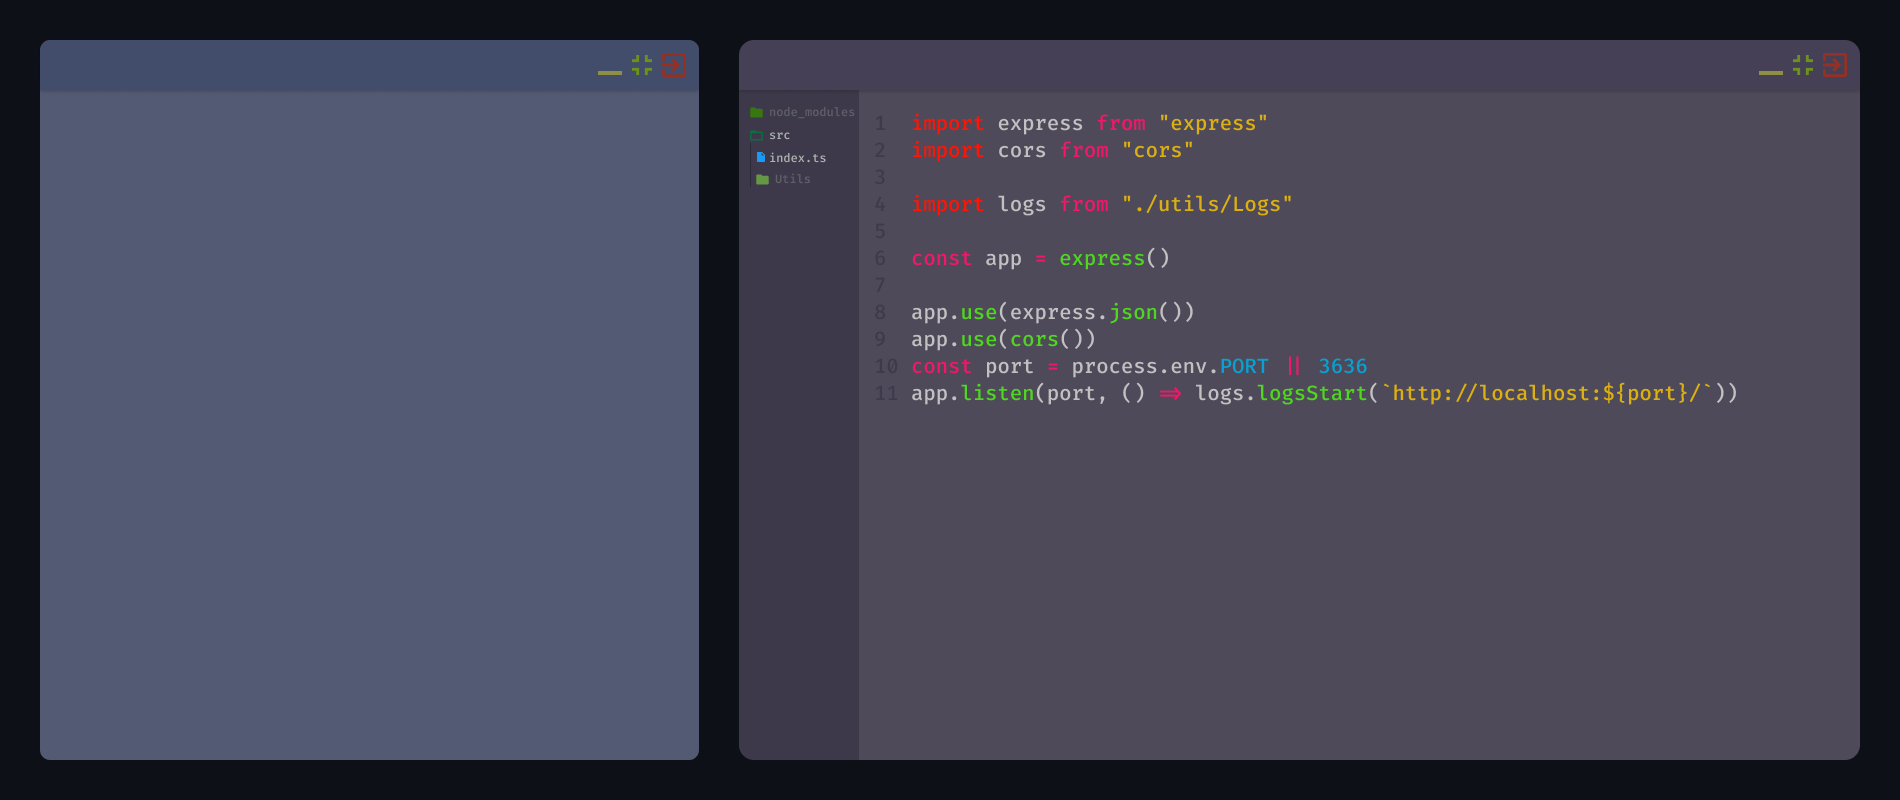 node_modules
src
index.ts
Utils
1 import express from "express"
2 import cors from "cors"
3
4 import logs from "./utils/Logs"
5
6 const app = express()
7
8 app.use(express.json())
9 app.use(cors())
10 const port = process.env.PORT || 3636
11 app.listen(port, () => logs.logsStart(`http://localhost:${port}/`))